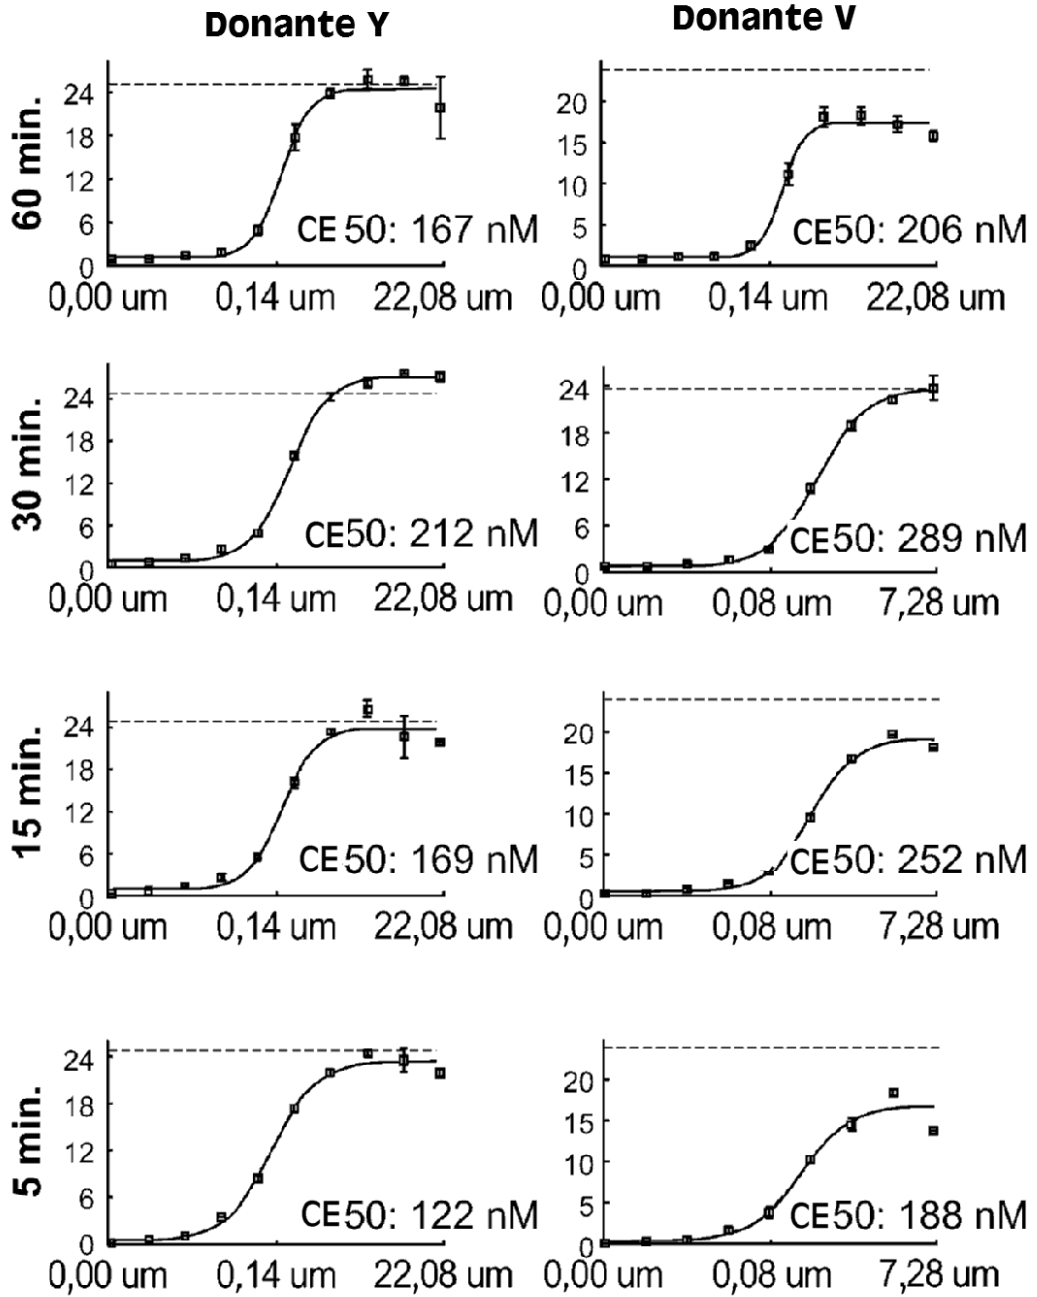 Donante Y
Donante V
60 min.
24
18
12
6
0
CE 50: 167 nM
0,00 um 0,14 um 22,08 um
20
15
10
5
0
CE50: 206 nM
0,00 um 0,14 um 22,08 um
30 min.
24
18
12
6
0
CE50: 212 nM
0,00 um 0,14 um 22,08 um
24
18
12
6
0
CE50: 289 nM
0,00 um 0,08 um 7,28 um
15 min.
24
18
12
6
0
CE50: 169 nM
0,00 um 0,14 um 22,08 um
20
15
10
5
0
CE50: 252 nM
0,00 um 0,08 um 7,28 um
5 min.
24
18
12
6
0
CE50: 122 nM
0,00 um 0,14 um 22,08 um
20
15
10
5
0
CE50: 188 nM
0,00 um 0,08 um 7,28 um